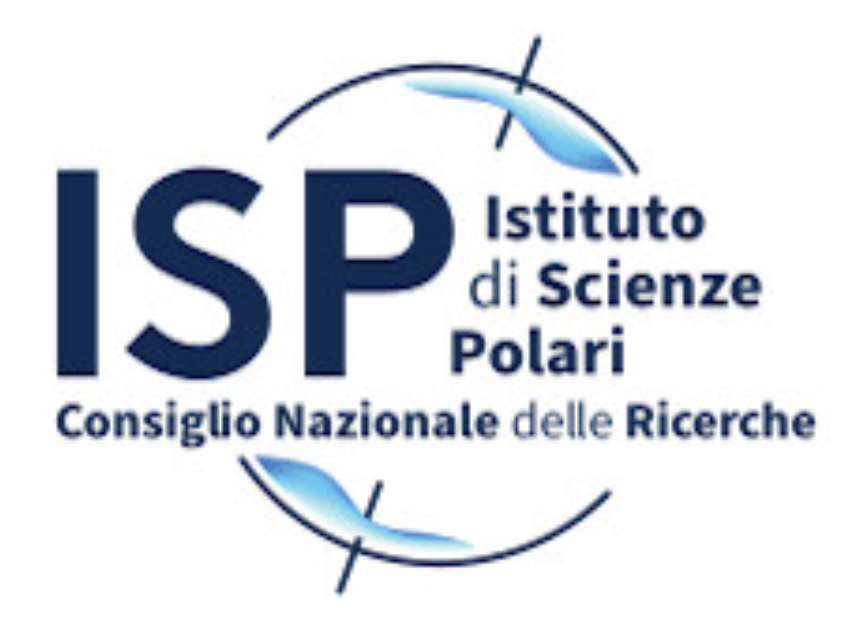 ISP
Istituto
di Scienze
Polari
Consiglio Nazionale delle Ricerche